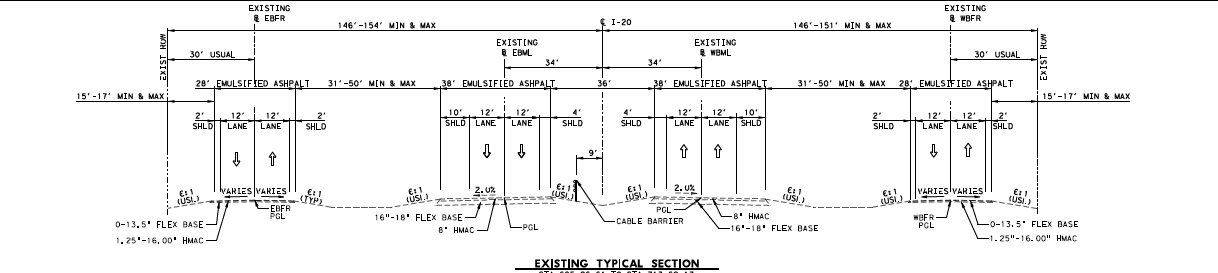 EXISTING
℄ EBFR
EXISTING
℄ WBFR
146'-154' MIN & MAX
℄ I-20
146'-151' MIN & MAX
EXIST ROW
30' USUAL
EXISTING
℄ EBML
EXISTING
℄ WBML
30' USUAL
EXIST ROW
34'
34'
28' EMULSIFIED ASHPALT
31'-50' MIN & MAX
38' EMULSIFIED ASHPALT
36'
38' EMULSIFIED ASHPALT
31'-50' MIN & MAX
28' EMULSIFIED ASHPALT
15'-17' MIN & MAX
15'-17' MIN & MAX
2' 12' 12' 2'
SHLD LANE LANE SHLD
10' 12' 12' 4'
SHLD LANE LANE SHLD
4' 12' 12' 10'
SHLD LANE LANE SHLD
2' 12' 12' 2'
SHLD LANE LANE SHLD
9'
6:1
(USL)
VARIES VARIES
6:1
(TYP)
6:1
(USL)
2.0%
6:1
(USL)
6:1
(USL)
2.0%
6:1
(USL)
6:1
(USL)
VARIES VARIES
6:1
(USL)
EBFR
PGL
0-13.5" FLEX BASE
1.25"-16.00" HMAC
16"-18" FLEX BASE
8" HMAC
PGL
CABLE BARRIER
PGL
8" HMAC
16"-18" FLEX BASE
WBFR
PGL
0-13.5" FLEX BASE
1.25"-16.00" HMAC
EXISTING TYPICAL SECTION